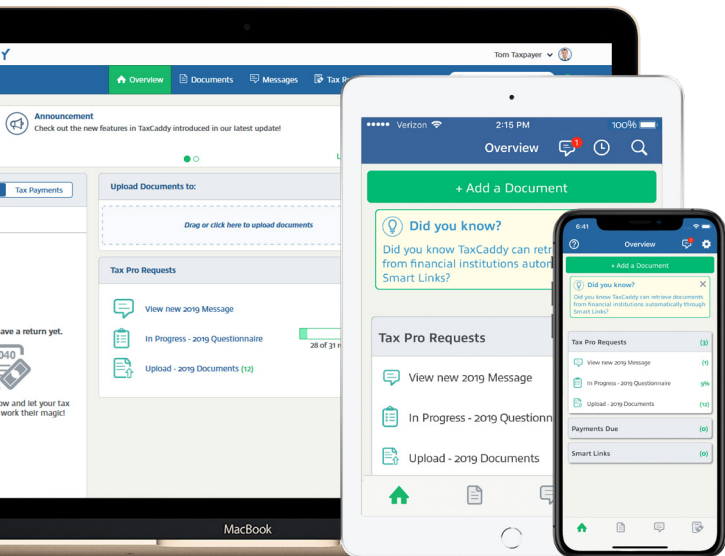 Tom Taxpayer
Overview
Documents
Messages
Announcement
Check out the new features in TaxCaddy introduced in our latest update!
Tax Payments
Upload Documents to:
Drag or click here to upload documents
Tax Pro Requests
View new 2019 Message
In Progress - 2019 Questionnaire
28 of 31
Upload - 2019 Documents (12)
return yet.
and let your tax
work their magic!
MacBook
Verizon
2:15 PM
100%
Overview
1
+ Add a Document
Did you know?
Did you know TaxCaddy can
from financial institutions
Smart Links?
Tax Pro Requests
View new 2019 Message
In Progress - 2019
Upload - 2019 Documents
6:41
Overview
+ Add a Document
Did you know?
Did you know TaxCaddy can retrieve documents
from financial institutions automatically through
Smart Links?
Tax Pro Requests (3)
View new 2019 Message (1)
In Progress - 2019 Questionnaire 9%
Upload - 2019 Documents (12)
Payments Due (0)
Smart Links (0)